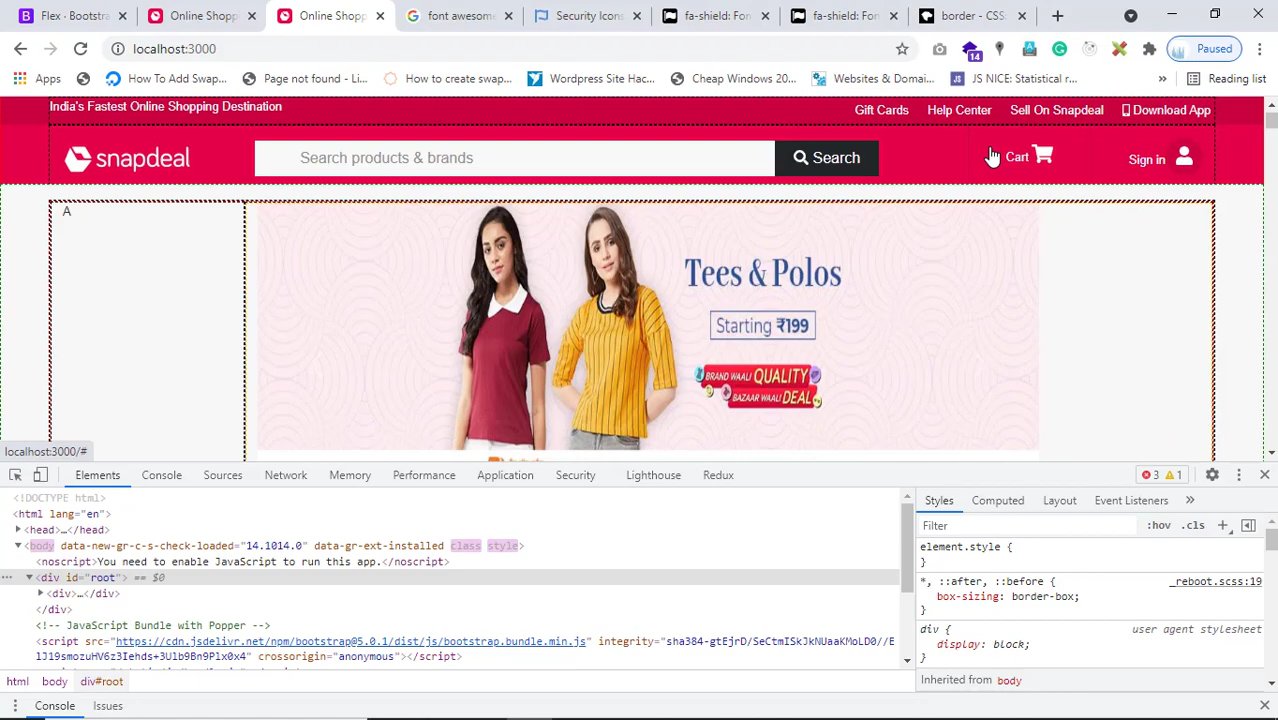 Flex · Bootstra
Online Shopp
Online Shopp
font awesome
Security Icons
fa-shield: Fon
fa-shield: Fon
border - CSS:
localhost:3000
14
Paused
Apps
How To Add Swap...
Page not found - Li...
How to create swap...
Wordpress Site Hac...
Cheap Windows 20...
Websites & Domai...
JS NICE: Statistical r...
»
Reading list
India's Fastest Online Shopping Destination
Gift Cards
Help Center
Sell On Snapdeal
Download App
snapdeal
Search products & brands
Search
Cart
Sign in
A
Tees & Polos
Starting ₹199
BRAND WAALI QUALITY
BAZAAR WAALI DEAL
localhost:3000/#
Elements
Console
Sources
Network
Memory
Performance
Application
Security
Lighthouse
Redux
3
1
<!DOCTYPE html>
<html lang="en">
<head>…</head>
<body data-new-gr-c-s-check-loaded="14.1014.0" data-gr-ext-installed class style>
<noscript>You need to enable JavaScript to run this app.</noscript>
<div id="root"> == $0
<div>…</div>
</div>
<!-- JavaScript Bundle with Popper -->
<script src="https://cdn.jsdelivr.net/npm/bootstrap@5.0.1/dist/js/bootstrap.bundle.min.js" integrity="sha384-gtEjrD/SeCtmISkJkNUaaKMoLD0//E
lJ19smozuHV6z3Iehds+3Ulb9Bn9Plx0x4" crossorigin="anonymous"></script>
html
body
div#root
Styles
Computed
Layout
Event Listeners
»
Filter
:hov
.cls
element.style {
}
*, ::after, ::before {
_reboot.scss:19
box-sizing: border-box;
}
div {
user agent stylesheet
display: block;
}
Inherited from body
Console
Issues